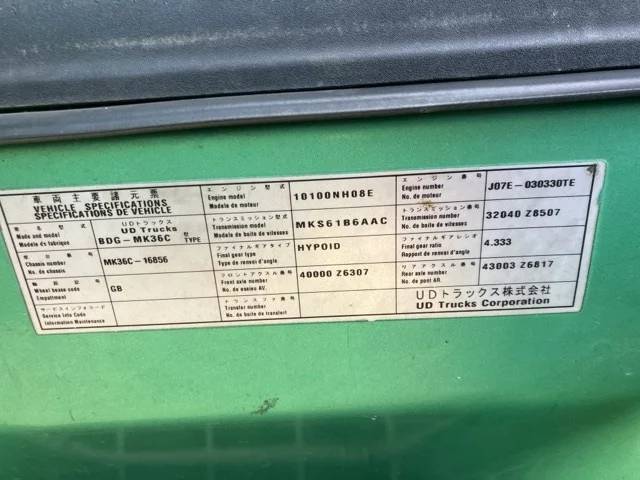 車両主要諸元票
VEHICLE SPECIFICATIONS
SPECIFICATIONS DE VEHICLE
車名・型式
Make and model
Modele du fabrique
UDトラックス
UD Trucks
BDG-MK36C 型式 TYPE
車台番号
Chassis number
No. de chassis
MK36C-16856
軸距記号
Wheel base code
Empattement
GB
サービスインフォコード
Service Info Code
Information Maintenance
エンジン型式
Engine model
Modele de moteur
10100NH08E
トランスミッション型式
Transmission model
Modele de boite de vitesses
MKS61B6AAC
ファイナルギアタイプ
Final gear type
Type de renvoi d'angle
HYPOID
フロントアクスル番号
Front axle number
No. de essieu AV.
40000 Z6307
トランスファ番号
Transfer number
No. de boite de transfert
エンジン番号
Engine number
No. de moteur
J07E-030330TE
トランスミッション番号
Transmission number
No. de boite de vitesses
32040 Z8507
ファイナルギアレシオ
Final gear ratio
Rapport de renvoi d'angle
4.333
リアアクスル番号
Rear axle number
No. de pont AR.
43003 Z6817
UDトラックス株式会社
UD Trucks Corporation